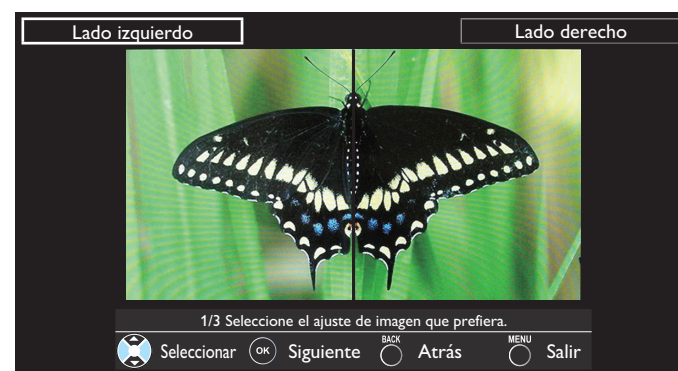 Lado izquierdo Lado derecho
1/3 Seleccione el ajuste de imagen que prefiera.
Seleccionar OK Siguiente BACK Atrás MENU Salir